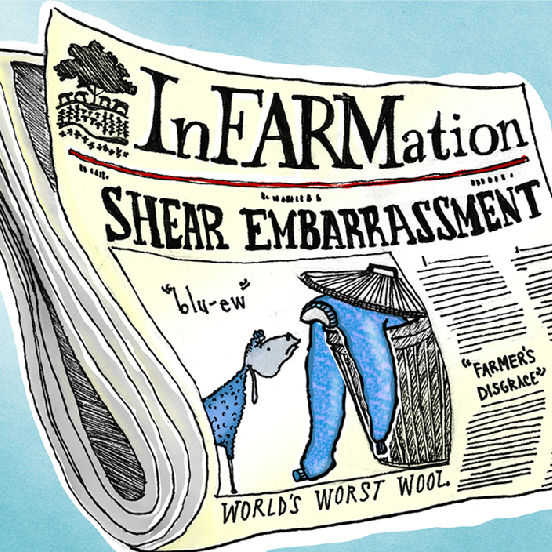 InFARMation
SHEAR EMBARRASSMENT
"blu-ew"
"FARMER'S
DISGRACE"
WORLD'S WORST WOOL